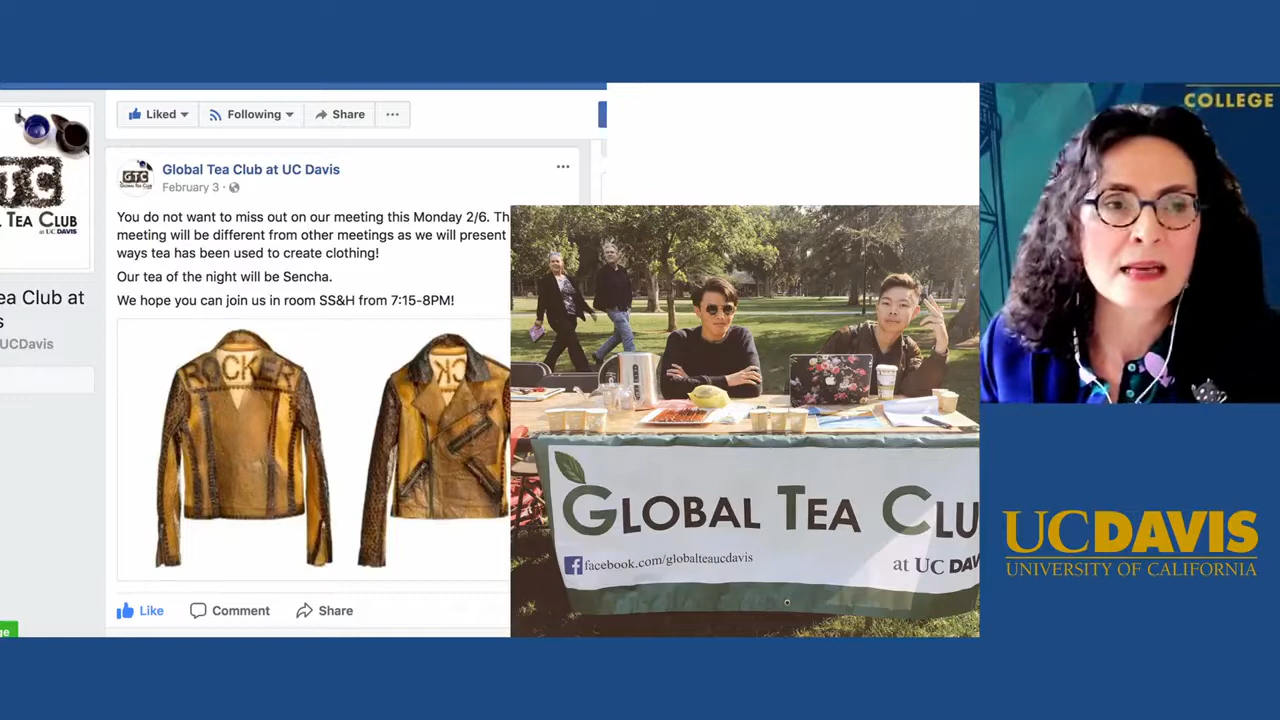 Liked
Following
Share
...
GTC
TEA CLUB
at UC DAVIS
ea Club at
s
UCDavis
GTC
Global Tea Club at UC Davis
February 3
...
You do not want to miss out on our meeting this Monday 2/6. Th
meeting will be different from other meetings as we will present
ways tea has been used to create clothing!
Our tea of the night will be Sencha.
We hope you can join us in room SS&H from 7:15-8PM!
ROCKER
Like
Comment
Share
ge
GLOBAL TEA CLU
facebook.com/globalteaucdavis
at UC DAV
COLLEGE
UCDAVIS
UNIVERSITY OF CALIFORNIA